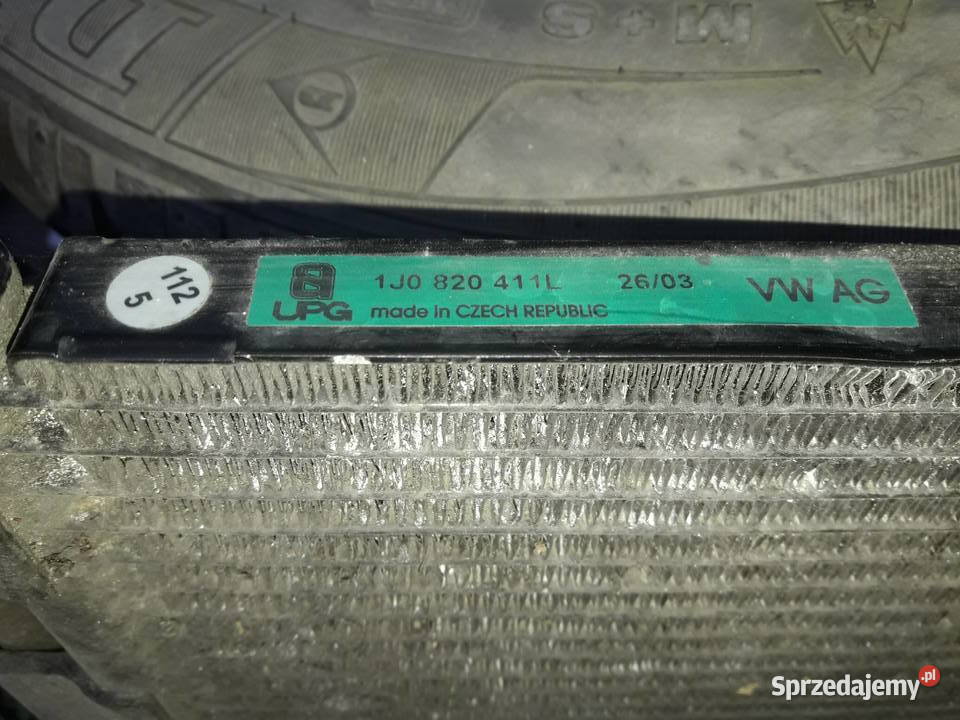 M+S
112
5
UPG
1J0 820 411L 26/03 VW AG
made in CZECH REPUBLIC
Sprzedajemy.pl